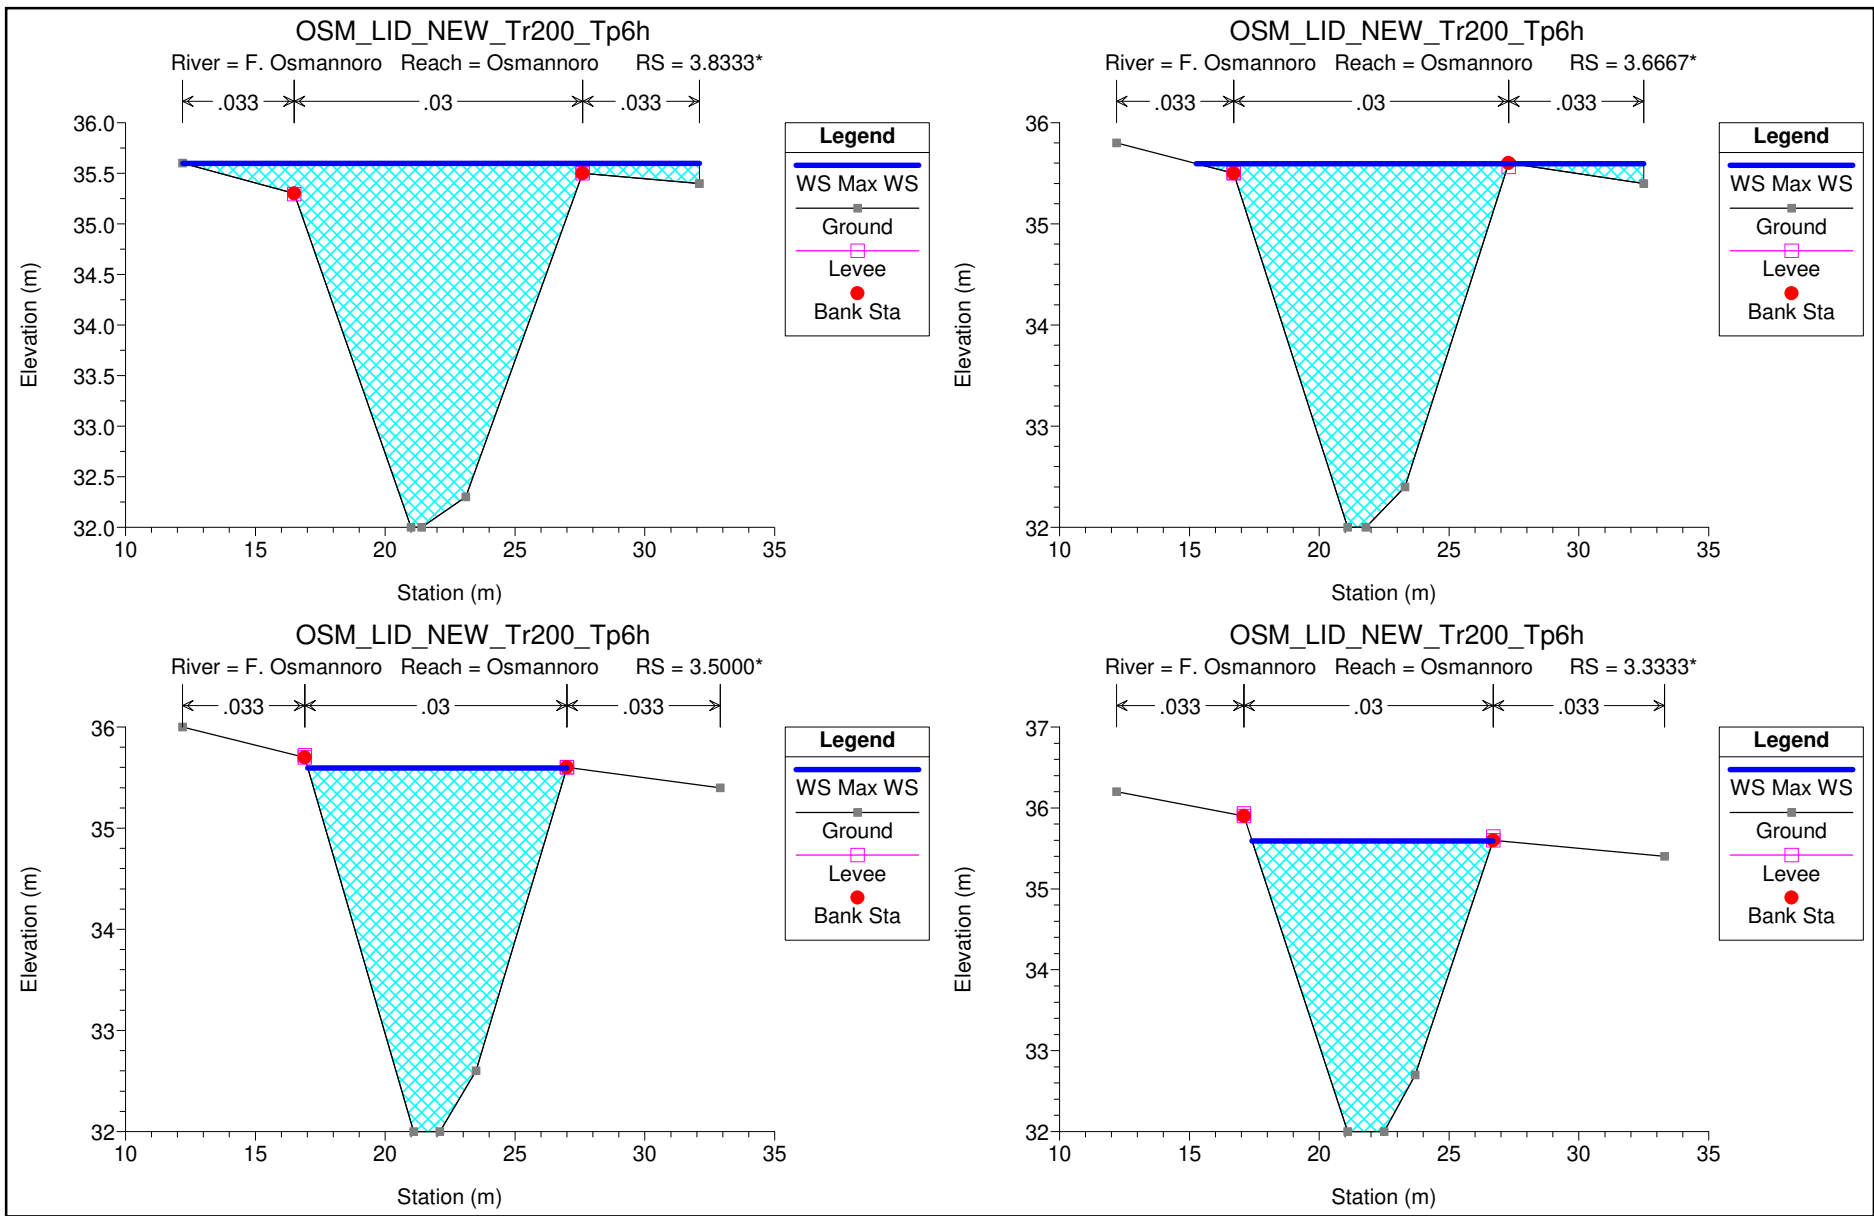 OSM_LID_NEW_Tr200_Tp6h
River = F. Osmannoro Reach = Osmannoro RS = 3.8333*
.033 .03 .033
36.0
35.5
35.0
34.5
34.0
33.5
33.0
32.5
32.0
Elevation (m)
10 15 20 25 30 35
Station (m)
Legend
WS Max WS
Ground
Levee
Bank Sta
OSM_LID_NEW_Tr200_Tp6h
River = F. Osmannoro Reach = Osmannoro RS = 3.6667*
.033 .03 .033
36
35
34
33
32
Elevation (m)
10 15 20 25 30 35
Station (m)
Legend
WS Max WS
Ground
Levee
Bank Sta
OSM_LID_NEW_Tr200_Tp6h
River = F. Osmannoro Reach = Osmannoro RS = 3.5000*
.033 .03 .033
36
35
34
33
32
Elevation (m)
10 15 20 25 30 35
Station (m)
Legend
WS Max WS
Ground
Levee
Bank Sta
OSM_LID_NEW_Tr200_Tp6h
River = F. Osmannoro Reach = Osmannoro RS = 3.3333*
.033 .03 .033
37
36
35
34
33
32
Elevation (m)
10 15 20 25 30 35
Station (m)
Legend
WS Max WS
Ground
Levee
Bank Sta